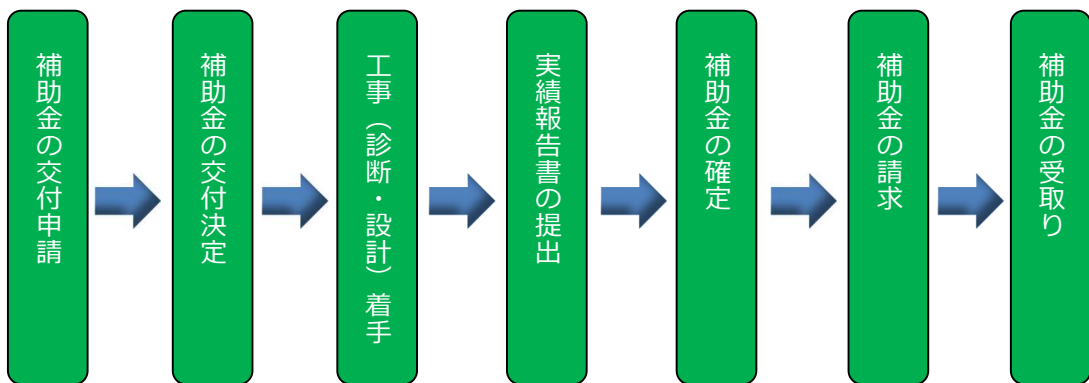 補助金の交付申請
補助金の交付決定
工事（診断・設計）着手
実績報告書の提出
補助金の確定
補助金の請求
補助金の受取り